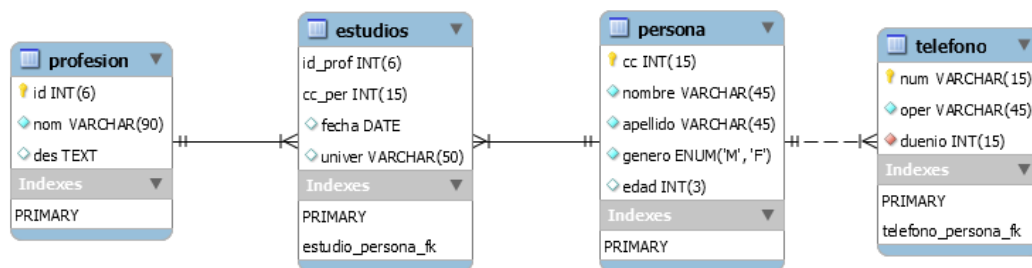 profesion
id INT(6)
nom VARCHAR(90)
des TEXT
Indexes
PRIMARY
estudios
id_prof INT(6)
cc_per INT(15)
fecha DATE
univer VARCHAR(50)
Indexes
PRIMARY
estudio_persona_fk
persona
cc INT(15)
nombre VARCHAR(45)
apellido VARCHAR(45)
genero ENUM('M', 'F')
edad INT(3)
Indexes
PRIMARY
telefono
num VARCHAR(15)
oper VARCHAR(45)
duenio INT(15)
Indexes
PRIMARY
telefono_persona_fk